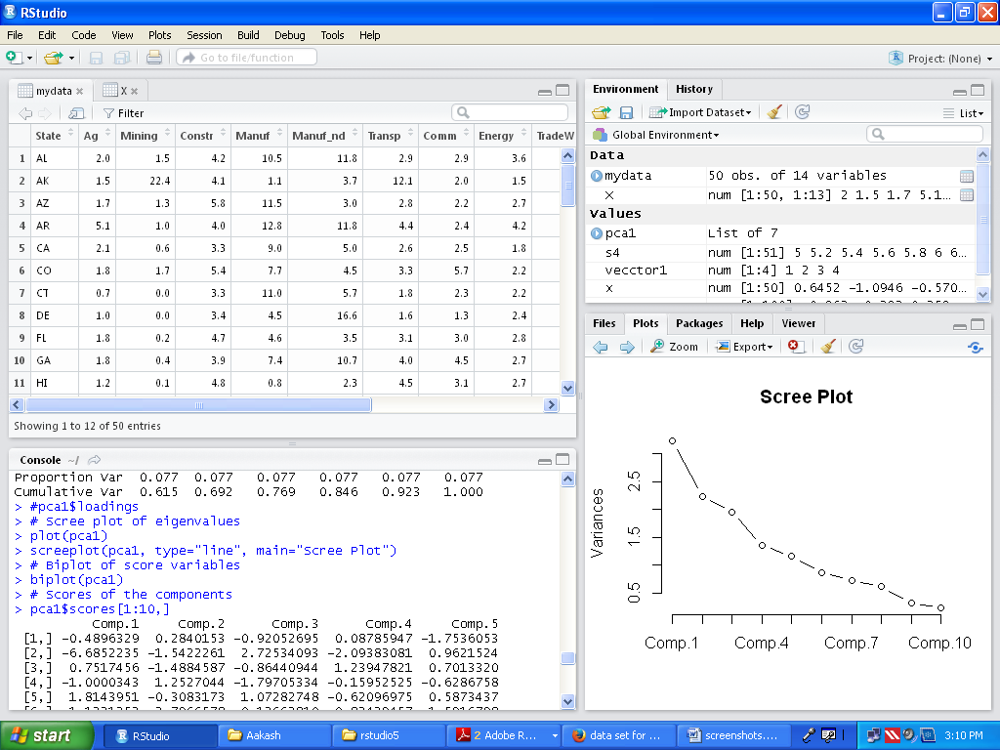 RStudio
File Edit Code View Plots Session Build Debug Tools Help
Go to file/function Project: (None)
mydata X
Filter
State Ag Mining Constr Manuf Manuf_nd Transp Comm Energy TradeW
1 AL 2.0 1.5 4.2 10.5 11.8 2.9 2.9 3.6
2 AK 1.5 22.4 4.1 1.1 3.7 12.1 2.0 1.5
3 AZ 1.7 1.3 5.8 11.5 3.0 2.8 2.2 2.7
4 AR 5.1 1.0 4.0 12.8 11.8 4.4 2.4 4.2
5 CA 2.1 0.6 3.3 9.0 5.0 2.6 2.5 1.8
6 CO 1.8 1.7 5.4 7.7 4.5 3.3 5.7 2.2
7 CT 0.7 0.0 3.3 11.0 5.7 1.8 2.3 2.2
8 DE 1.0 0.0 3.4 4.5 16.6 1.6 1.3 2.4
9 FL 1.8 0.2 4.7 4.6 3.5 3.1 3.0 2.8
10 GA 1.8 0.4 3.9 7.4 10.7 4.0 4.5 2.7
11 HI 1.2 0.1 4.8 0.8 2.3 4.5 3.1 2.7
Showing 1 to 12 of 50 entries
Console ~/
Proportion Var 0.077 0.077 0.077 0.077 0.077 0.077
Cumulative Var 0.615 0.692 0.769 0.846 0.923 1.000
> #pca1$loadings
> # Scree plot of eigenvalues
> plot(pca1)
> screeplot(pca1, type="line", main="Scree Plot")
> # Biplot of score variables
> biplot(pca1)
> # Scores of the components
> pca1$scores[1:10,]
Comp.1 Comp.2 Comp.3 Comp.4 Comp.5
[1,] -0.4896329 0.2840153 -0.92052695 0.08785947 -1.7536053
[2,] -6.6852235 -1.5422261 2.72534093 -2.09383081 0.9621524
[3,] 0.7517456 -1.4884587 -0.86440944 1.23947821 0.7013320
[4,] -1.0000343 1.2527044 -1.79705334 -0.15952525 -0.6286758
[5,] 1.8143951 -0.3083173 1.07282748 -0.62096975 0.5873437
Environment History
Import Dataset List
Global Environment
Data
mydata 50 obs. of 14 variables
X num [1:50, 1:13] 2 1.5 1.7 5.1...
Values
pca1 List of 7
s4 num [1:51] 5 5.2 5.4 5.6 5.8 6 6...
vecctor1 num [1:4] 1 2 3 4
x num [1:50] 0.6452 -1.0946 -0.570...
Files Plots Packages Help Viewer
Zoom Export
Scree Plot
Variances
2.5
1.5
0.5
Comp.1 Comp.4 Comp.7 Comp.10
start RStudio Aakash rstudio5 2 Adobe R... data set for ... screenshots.... 3:10 PM